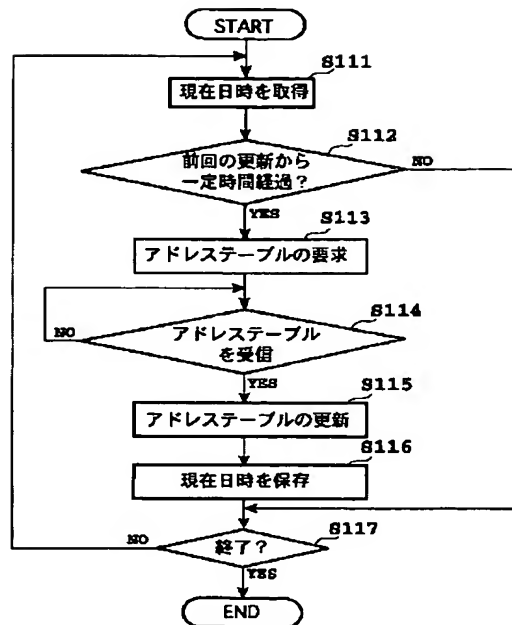 START
S111
現在日時を取得
S112
前回の更新から
一定時間経過?
NO
YES
S113
アドレステーブルの要求
S114
アドレステーブル
を受信
NO
YES
S115
アドレステーブルの更新
S116
現在日時を保存
S117
終了?
NO
YES
END